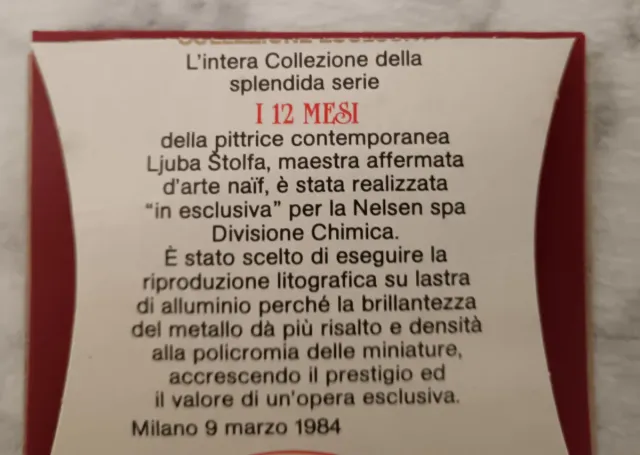 L'intera Collezione della
splendida serie
I 12 MESI
della pittrice contemporanea
Ljuba Štolfa, maestra affermata
d'arte naïf, è stata realizzata
"in esclusiva" per la Nelsen spa
Divisione Chimica.
È stato scelto di eseguire la
riproduzione litografica su lastra
di alluminio perché la brillantezza
del metallo dà più risalto e densità
alla policromia delle miniature,
accrescendo il prestigio ed
il valore di un'opera esclusiva.
Milano 9 marzo 1984